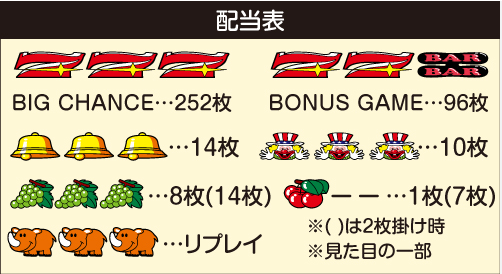 配当表
777 77BAR BAR
BIG CHANCE…252枚 BONUS GAME…96枚
…14枚 …10枚
…8枚(14枚) ー ー …1枚(7枚)
※( )は2枚掛け時
…リプレイ ※見た目の一部